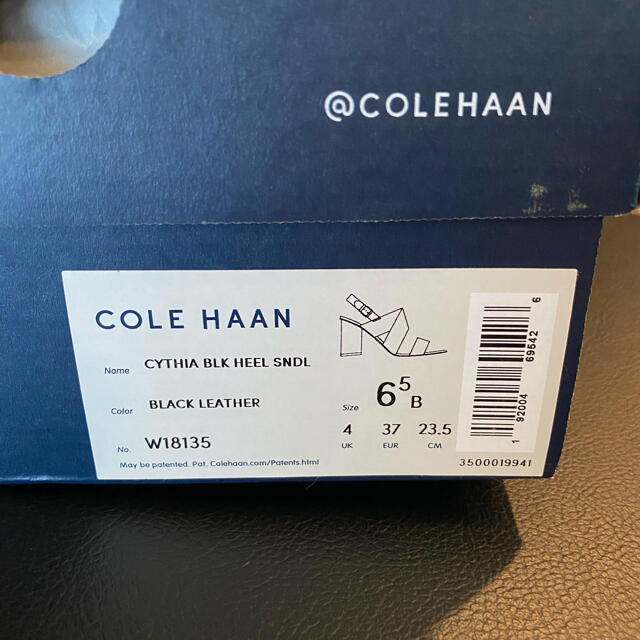 @COLEHAAN
COLE HAAN
Name CYTHIA BLK HEEL SNDL
Color BLACK LEATHER
No. W18135
May be patented. Pat. Colehaan.com/Patents.html
Size 6⁵ B
4 37 23.5
UK EUR CM
1 92004 69542 6
3500019941